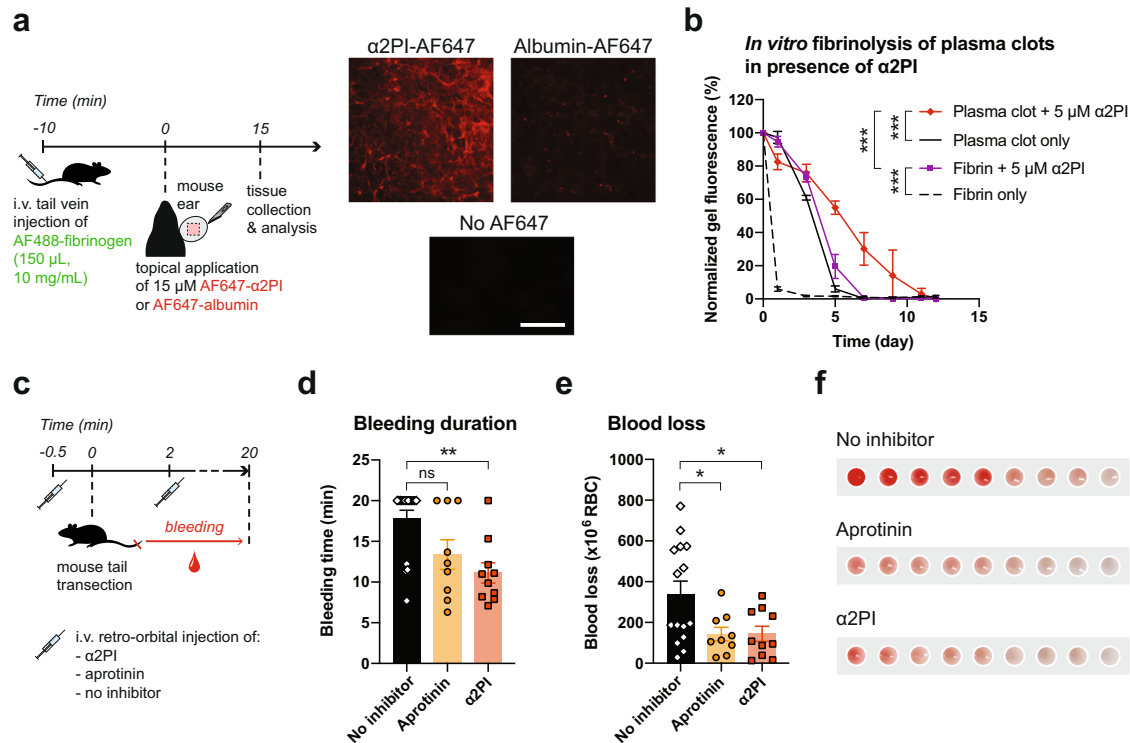 a
α2PI-AF647
Albumin-AF647
No AF647
Time (min)
-10
0
15
i.v. tail vein
injection of
AF488-fibrinogen
(150 µL,
10 mg/mL)
mouse
ear
topical application
of 15 µM AF647-α2PI
or AF647-albumin
tissue
collection
& analysis
b
In vitro fibrinolysis of plasma clots
in presence of α2PI
Normalized gel fluorescence (%)
120
100
80
60
40
20
0
0
5
10
15
Time (day)
Plasma clot + 5 µM α2PI
Plasma clot only
Fibrin + 5 µM α2PI
Fibrin only
***
***
***
c
Time (min)
-0.5
0
2
20
bleeding
mouse tail
transection
i.v. retro-orbital injection of:
- α2PI
- aprotinin
- no inhibitor
d
Bleeding duration
**
ns
Bleeding time (min)
25
20
15
10
5
0
No inhibitor
Aprotinin
α2PI
e
Blood loss
*
*
Blood loss (x10⁶ RBC)
1000
800
600
400
200
0
No inhibitor
Aprotinin
α2PI
f
No inhibitor
Aprotinin
α2PI